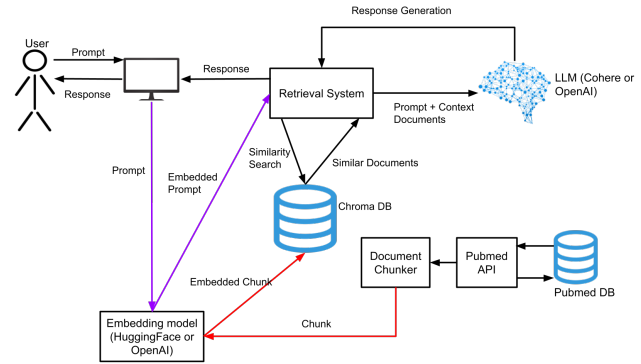 Response Generation
User
Prompt
Response
Response
Retrieval System
LLM (Cohere or
OpenAI)
Prompt + Context
Documents
Prompt
Embedded
Prompt
Similarity
Search
Similar Documents
Chroma DB
Document
Chunker
Pubmed
API
Pubmed DB
Embedded Chunk
Embedding model
(HuggingFace or
OpenAI)
Chunk